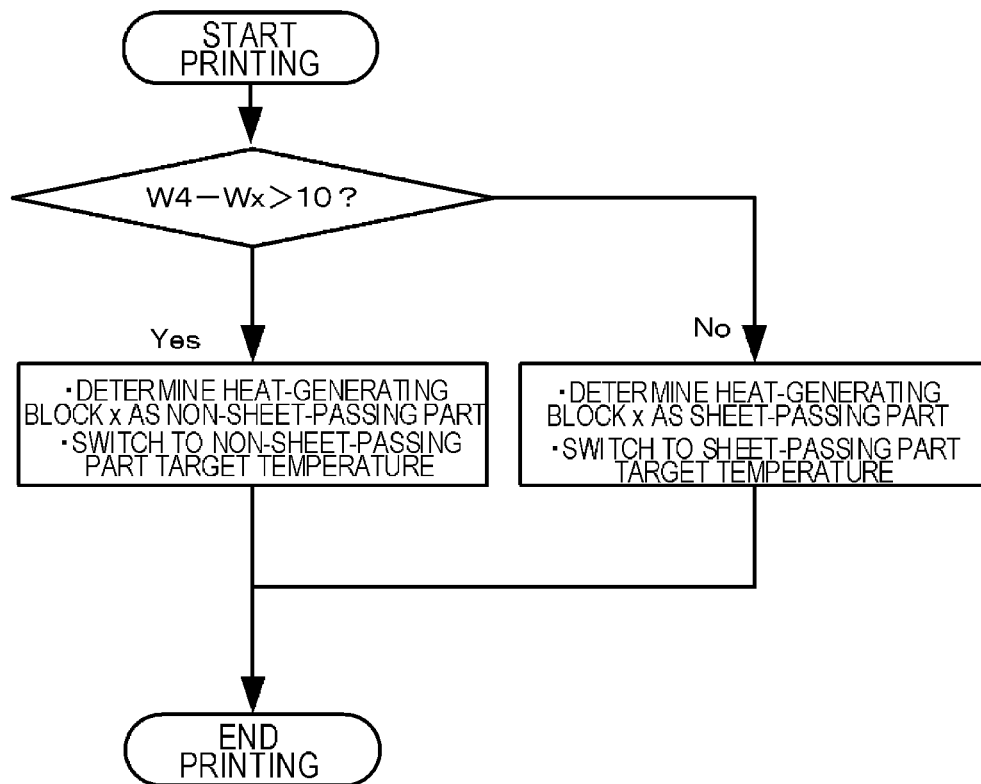 START
PRINTING
W4－Wx＞10？
Yes
No
・DETERMINE HEAT-GENERATING
BLOCK x AS NON-SHEET-PASSING PART
・SWITCH TO NON-SHEET-PASSING
PART TARGET TEMPERATURE
・DETERMINE HEAT-GENERATING
BLOCK x AS SHEET-PASSING PART
・SWITCH TO SHEET-PASSING PART
TARGET TEMPERATURE
END
PRINTING